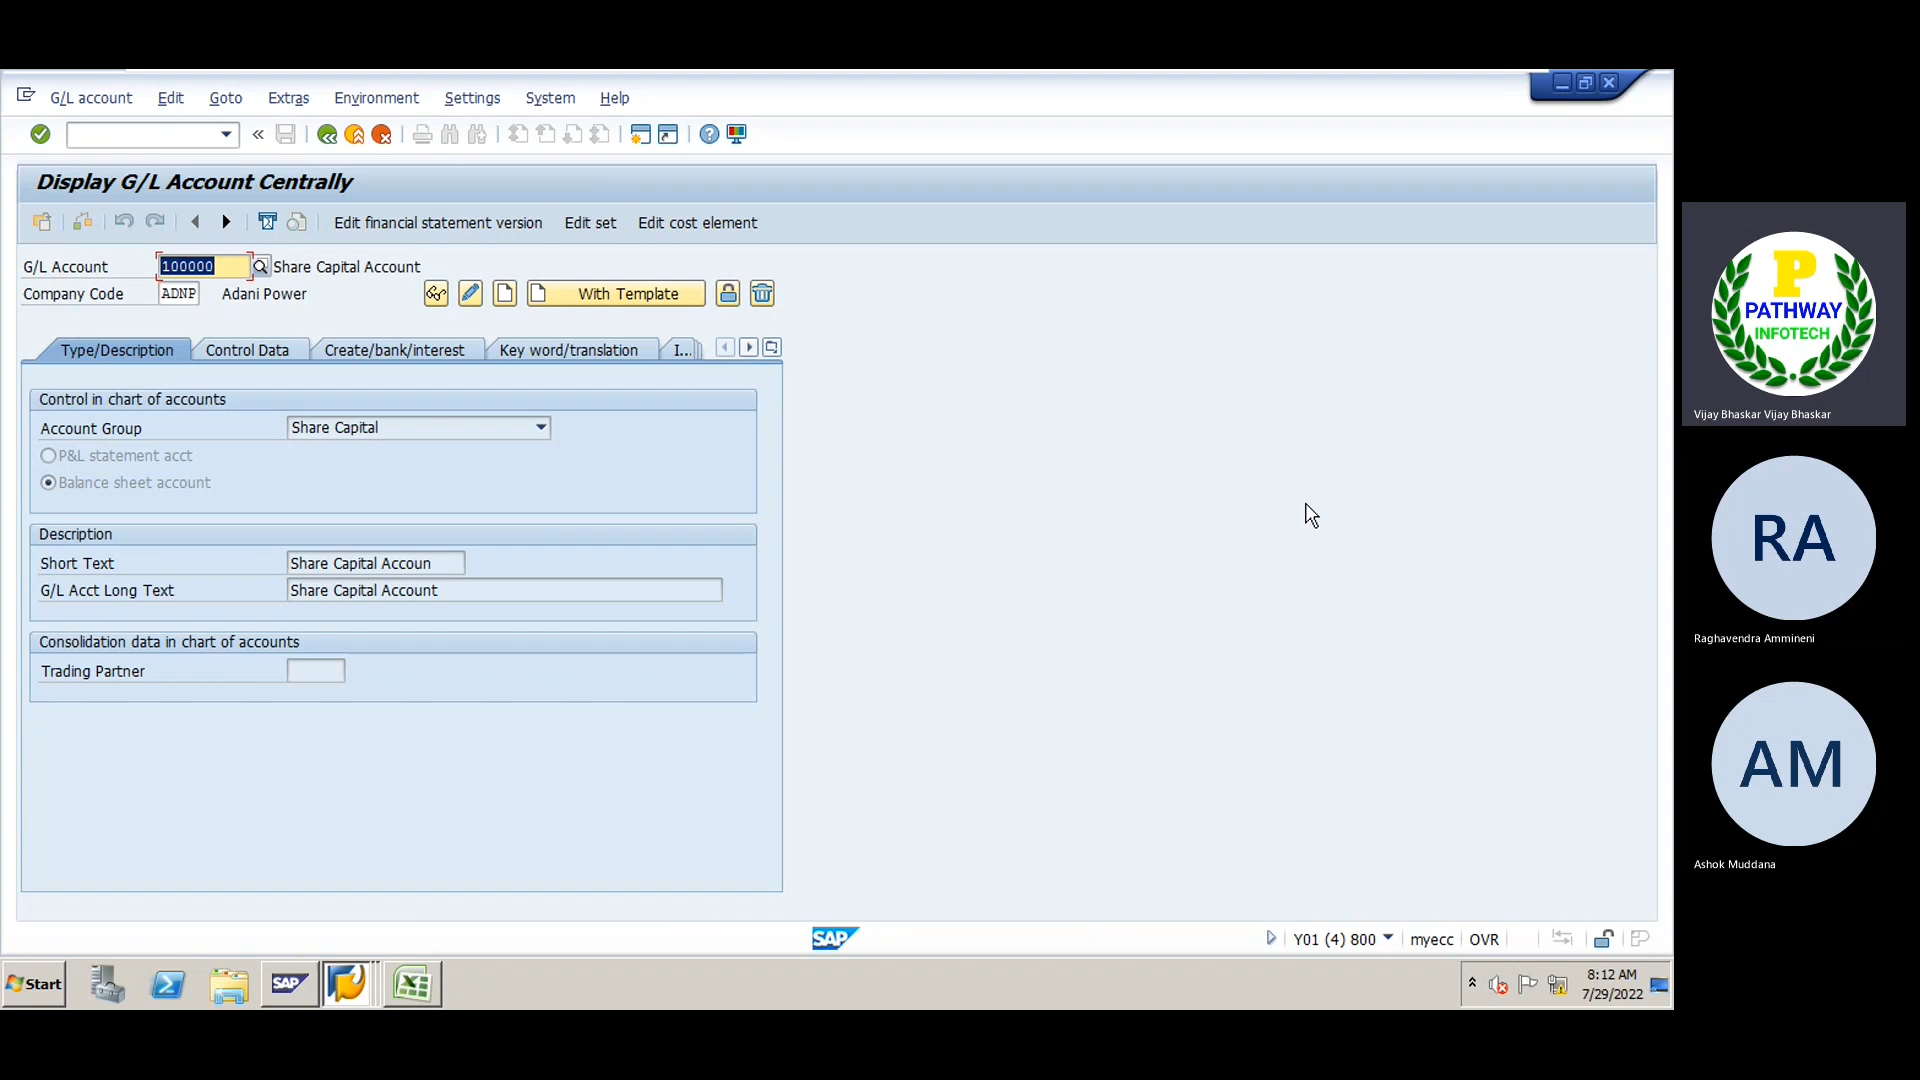 G/L account Edit Goto Extras Environment Settings System Help
Display G/L Account Centrally
Edit financial statement version Edit set Edit cost element
G/L Account 100000 Share Capital Account
Company Code ADNP Adani Power With Template
Type/Description Control Data Create/bank/interest Key word/translation I...
Control in chart of accounts
Account Group Share Capital
P&L statement acct
Balance sheet account
Description
Short Text Share Capital Accoun
G/L Acct Long Text Share Capital Account
Consolidation data in chart of accounts
Trading Partner
SAP Y01 (4) 800 myecc OVR
Start SAP 8:12 AM
7/29/2022
P
PATHWAY
INFOTECH
Vijay Bhaskar Vijay Bhaskar
RA
Raghavendra Ammineni
AM
Ashok Muddana